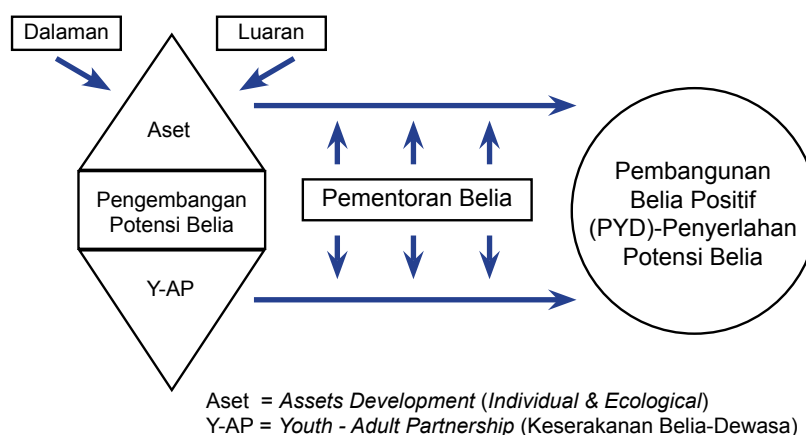 Dalaman
Luaran
Aset
Pengembangan
Potensi Belia
Y-AP
Pementoran Belia
Pembangunan
Belia Positif
(PYD)-Penyerlahan
Potensi Belia
Aset = Assets Development (Individual & Ecological)
Y-AP = Youth - Adult Partnership (Keserakanan Belia-Dewasa)